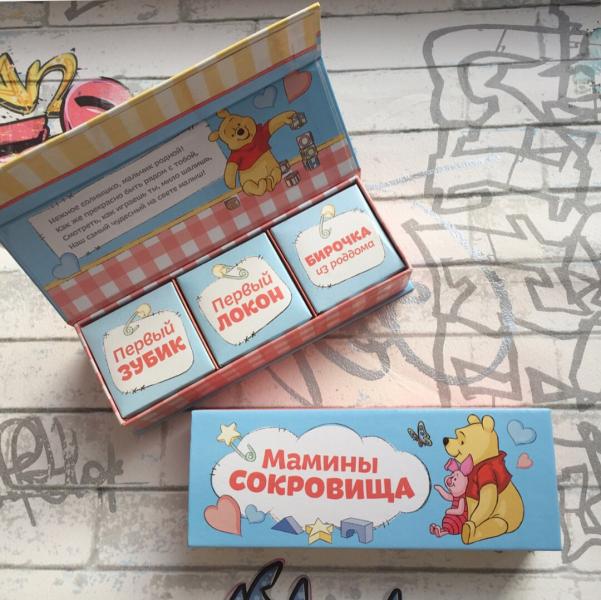 Нежное солнышко, мальчик родной!
Как же прекрасно быть рядом с тобой,
Смотреть, как играешь ты, мило шалишь,
Наш самый чудесный на свете малыш!
Первый
ЗУБИК
Первый
ЛОКОН
БИРОЧКА
из роддома
Мамины
СОКРОВИЩА